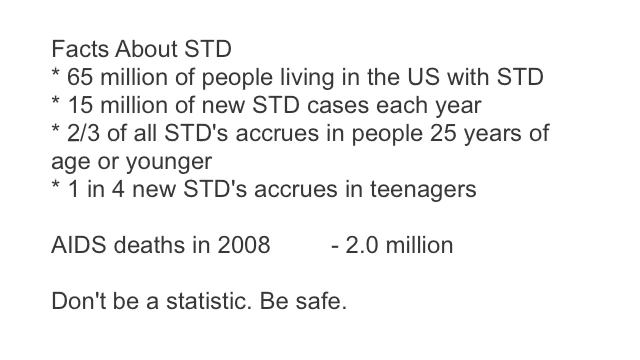 Facts About STD
* 65 million of people living in the US with STD
* 15 million of new STD cases each year
* 2/3 of all STD's accrues in people 25 years of
age or younger
* 1 in 4 new STD's accrues in teenagers
AIDS deaths in 2008 - 2.0 million
Don't be a statistic. Be safe.